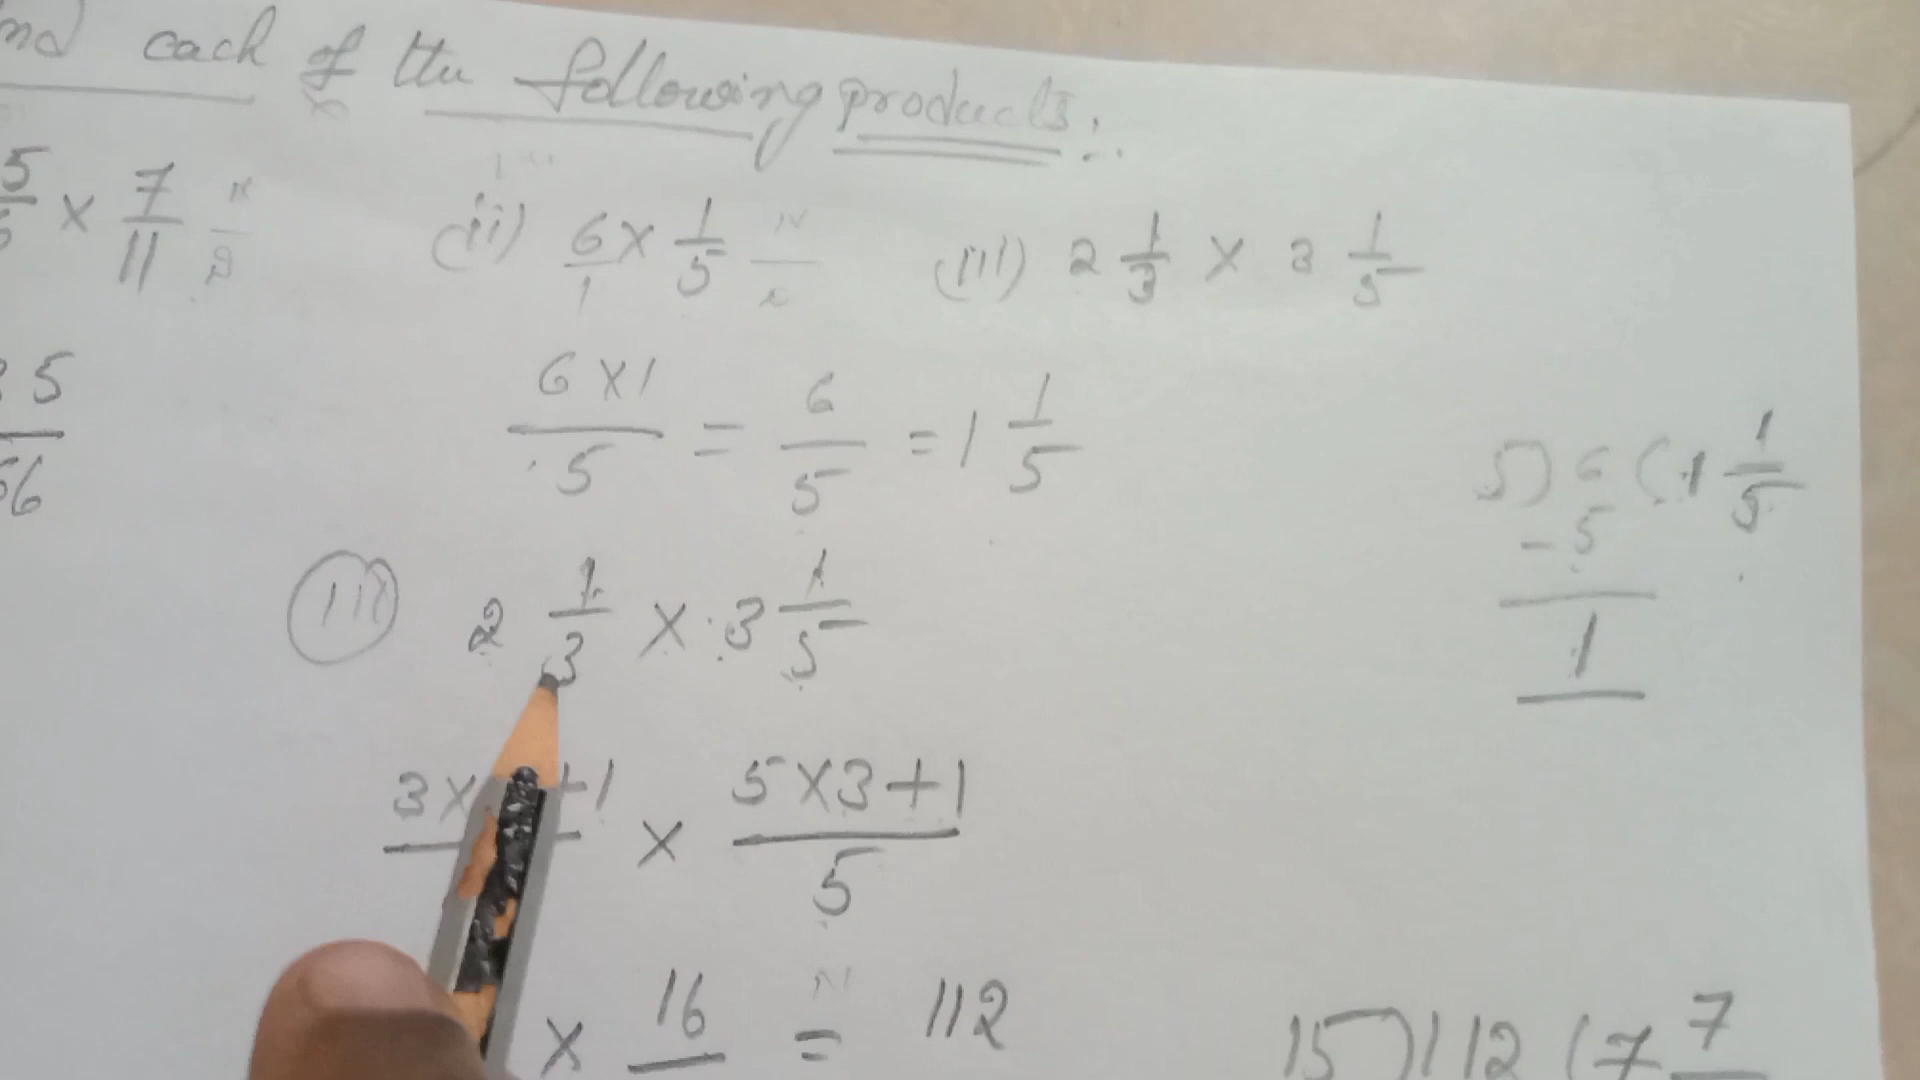 each of the following products:
5 × 7/11 (ii) 6/1 × 1/5 (iii) 2 1/3 × 3 1/5
6×1/5 = 6/5 = 1 1/5
5) 6 (1 1/5
-5
1
(iii) 2 1/3 × 3 1/5
3× +1 × 5×3+1/5
× 16 = 112
15) 112 (7 7